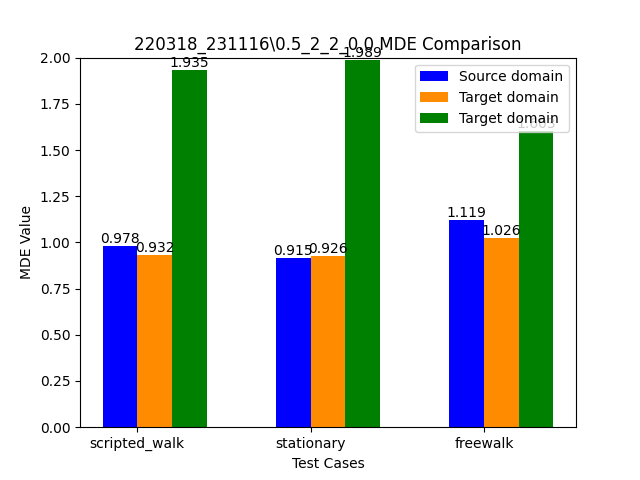 220318_231116\0.5_2_2_0.0 MDE Comparison
1.989
2.00
1.935
Source domain
Target domain
Target domain
1.75
1.50
1.25
1.119
1.026
1.00
0.978
0.932
0.915
0.926
0.75
0.50
0.25
0.00
MDE Value
scripted_walk
stationary
freewalk
Test Cases